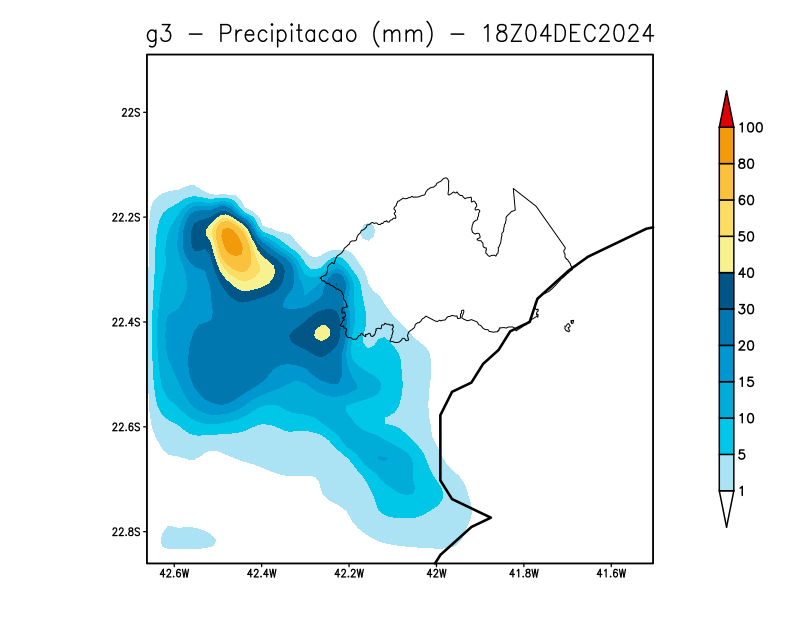 g3 - Precipitacao (mm) - 18Z04DEC2024
22S
22.2S
22.4S
22.6S
22.8S
42.6W
42.4W
42.2W
42W
41.8W
41.6W
100
80
60
50
40
30
20
15
10
5
1